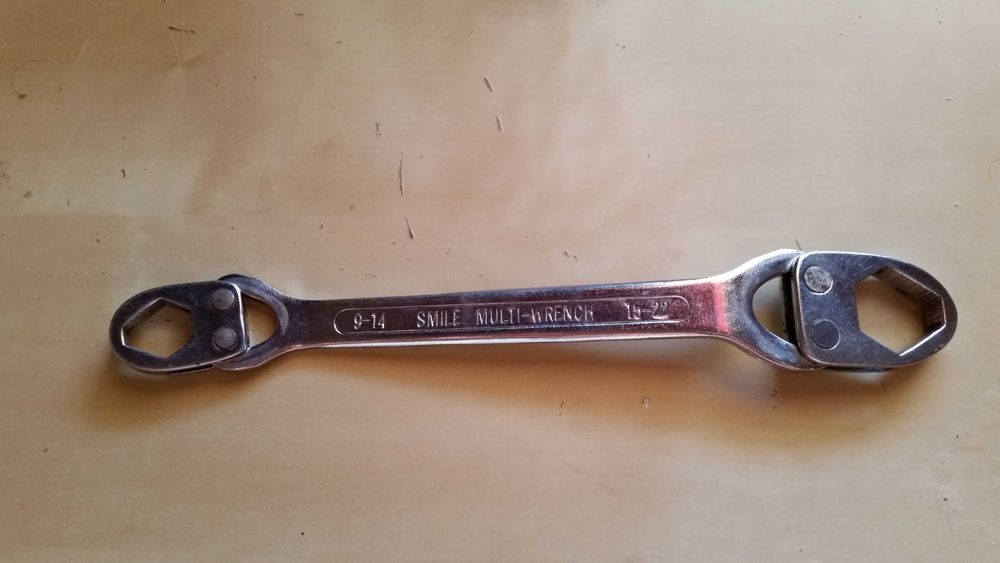 9-14 SMILE MULTI-WRENCH 15-22